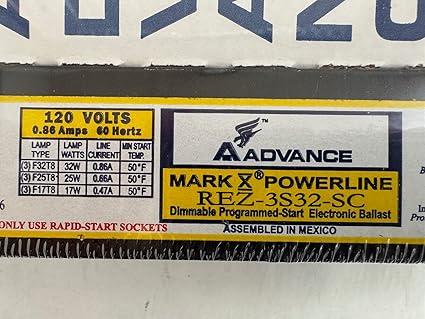 120 VOLTS
0.86 Amps 60 Hertz
LAMP TYPE LAMP WATTS LINE CURRENT MIN START TEMP.
(3) F32T8 32W 0.86A 50°F
(3) F25T8 25W 0.66A 50°F
(3) F17T8 17W 0.47A 50°F
ONLY USE RAPID-START SOCKETS
™
ADVANCE
MARK X® POWERLINE
REZ-3S32-SC
Dimmable Programmed-Start Electronic Ballast
ASSEMBLED IN MEXICO